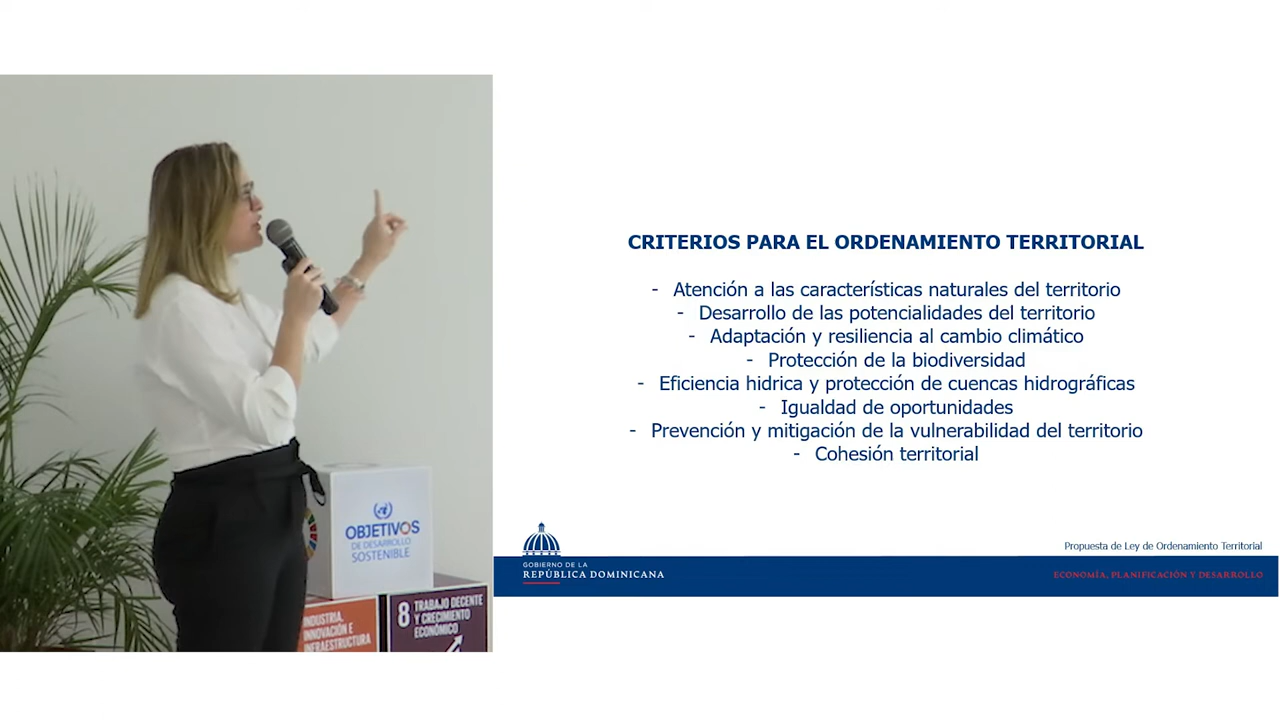 CRITERIOS PARA EL ORDENAMIENTO TERRITORIAL
- Atención a las características naturales del territorio
- Desarrollo de las potencialidades del territorio
- Adaptación y resiliencia al cambio climático
- Protección de la biodiversidad
- Eficiencia hidrica y protección de cuencas hidrográficas
- Igualdad de oportunidades
- Prevención y mitigación de la vulnerabilidad del territorio
- Cohesión territorial
Propuesta de Ley de Ordenamiento Territorial
GOBIERNO DE LA
REPÚBLICA DOMINICANA
ECONOMÍA, PLANIFICACIÓN Y DESARROLLO
OBJETIVOS
DE DESARROLLO
SOSTENIBLE
INDUSTRIA,
INNOVACIÓN E
INFRAESTRUCTURA
8 TRABAJO DECENTE
Y CRECIMIENTO
ECONÓMICO